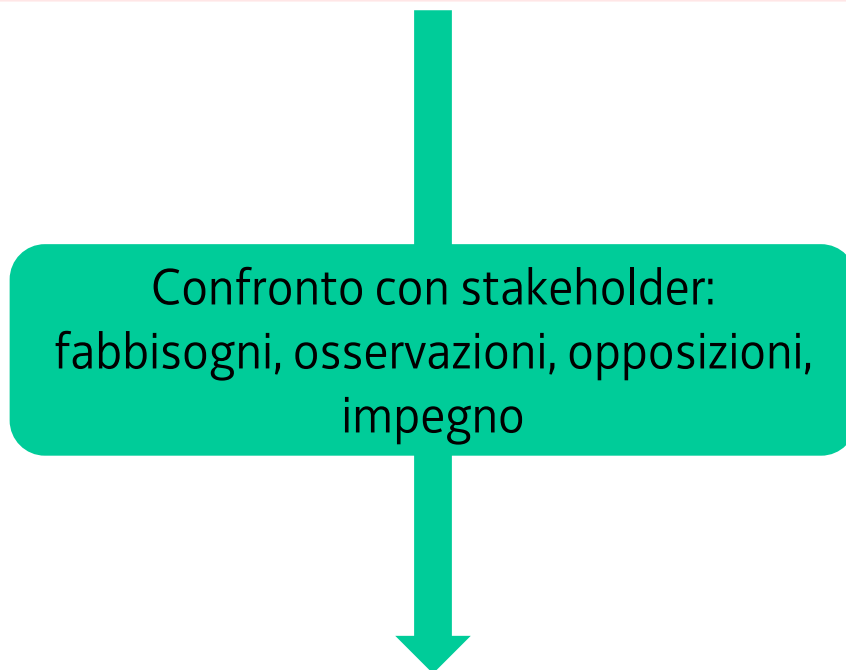 Confronto con stakeholder:
fabbisogni, osservazioni, opposizioni,
impegno